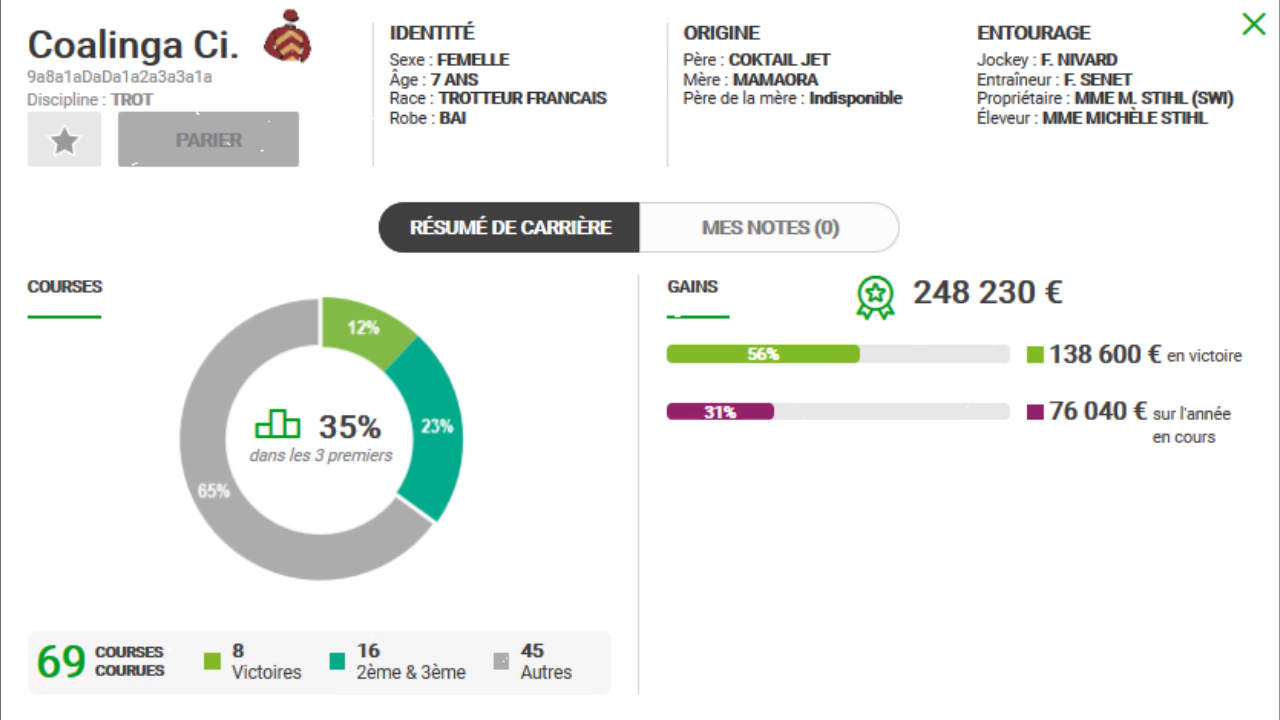 Coalinga Ci.
9a8a1aDaDa1a2a3a3a1a
Discipline : TROT
PARIER
IDENTITÉ
Sexe : FEMELLE
Âge : 7 ANS
Race : TROTTEUR FRANCAIS
Robe : BAI
ORIGINE
Père : COKTAIL JET
Mère : MAMAORA
Père de la mère : Indisponible
ENTOURAGE
Jockey : F. NIVARD
Entraîneur : F. SENET
Propriétaire : MME M. STIHL (SWI)
Éleveur : MME MICHÈLE STIHL
RÉSUMÉ DE CARRIÈRE
MES NOTES (0)
COURSES
12%
23%
65%
35%
dans les 3 premiers
69 COURSES COURUES
8 Victoires
16 2ème & 3ème
45 Autres
GAINS
248 230 €
56%
138 600 € en victoire
31%
76 040 € sur l'année
en cours